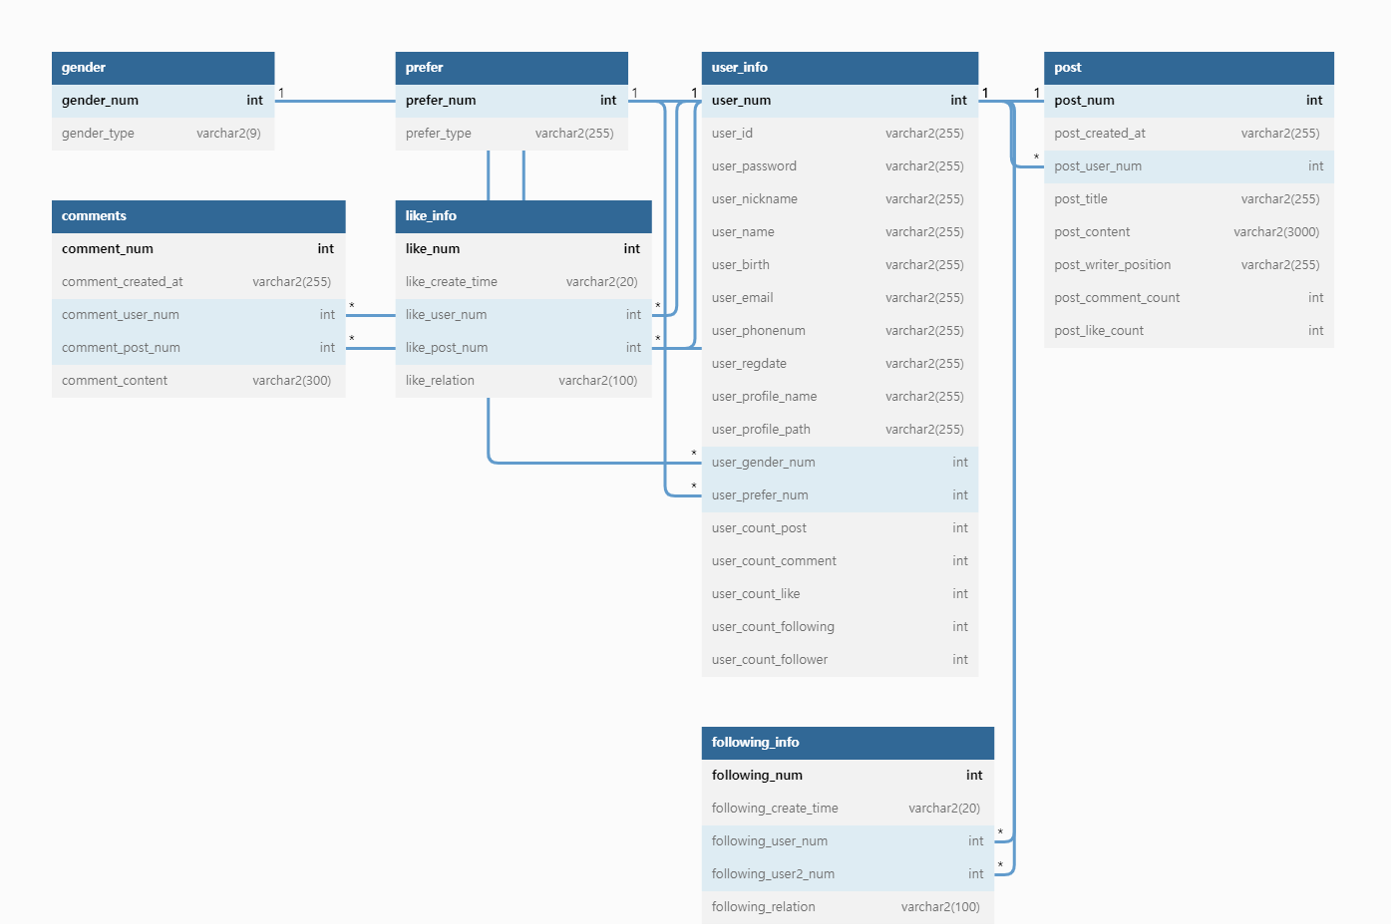 gender
gender_num int
gender_type varchar2(9)
1
prefer
prefer_num int
prefer_type varchar2(255)
1
user_info
1
user_num int
1
user_id varchar2(255)
user_password varchar2(255)
user_nickname varchar2(255)
user_name varchar2(255)
user_birth varchar2(255)
user_email varchar2(255)
user_phonenum varchar2(255)
user_regdate varchar2(255)
user_profile_name varchar2(255)
user_profile_path varchar2(255)
* user_gender_num int
* user_prefer_num int
user_count_post int
user_count_comment int
user_count_like int
user_count_following int
user_count_follower int
post
1
post_num int
post_created_at varchar2(255)
* post_user_num int
post_title varchar2(255)
post_content varchar2(3000)
post_writer_position varchar2(255)
post_comment_count int
post_like_count int
comments
comment_num int
comment_created_at varchar2(255)
comment_user_num int *
comment_post_num int *
comment_content varchar2(300)
like_info
like_num int
like_create_time varchar2(20)
like_user_num int *
like_post_num int *
like_relation varchar2(100)
following_info
following_num int
following_create_time varchar2(20)
following_user_num int *
following_user2_num int *
following_relation varchar2(100)